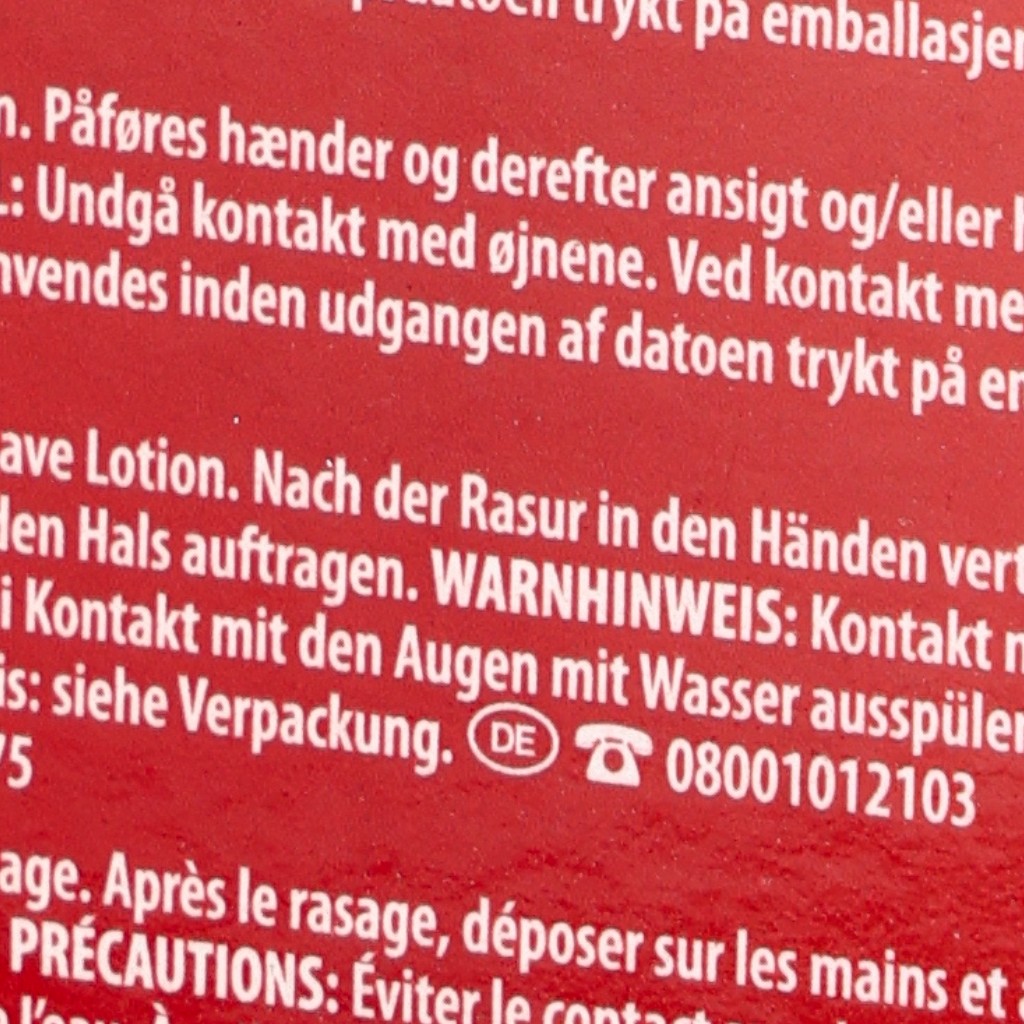 trykt på emballasjen
n. Påføres hænder og derefter ansigt og/eller
L: Undgå kontakt med øjnene. Ved kontakt me
nvendes inden udgangen af datoen trykt på em
ave Lotion. Nach der Rasur in den Händen vert
den Hals auftragen. WARNHINWEIS: Kontakt
i Kontakt mit den Augen mit Wasser ausspülen
is: siehe Verpackung. DE ☎ 08001012103
75
age. Après le rasage, déposer sur les mains et
PRÉCAUTIONS: Éviter le contact
l'eau. À